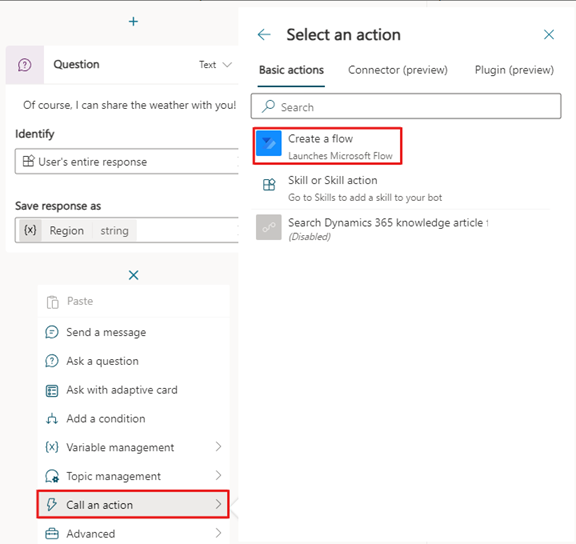 Question
Text
Of course, I can share the weather with you!
Identify
User's entire response
Save response as
{x} Region string
Paste
Send a message
Ask a question
Ask with adaptive card
Add a condition
{x} Variable management
Topic management
Call an action
Advanced
Select an action
Basic actions Connector (preview) Plugin (preview)
Search
Create a flow
Launches Microsoft Flow
Skill or Skill action
Go to Skills to add a skill to your bot
Search Dynamics 365 knowledge article
(Disabled)